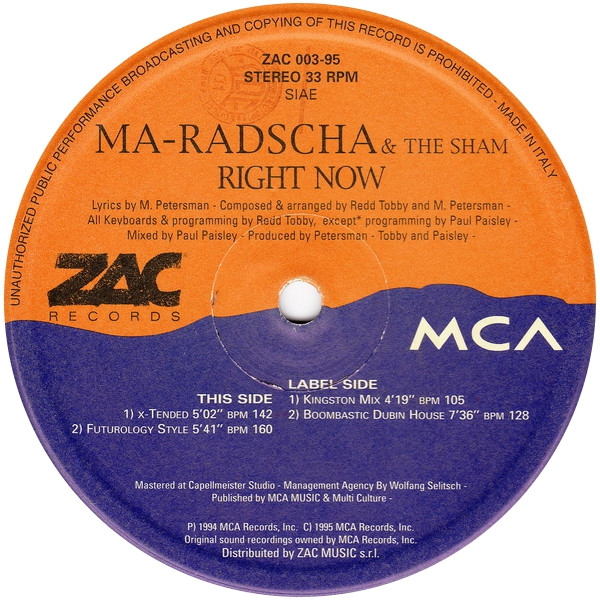 UNAUTHORIZED PUBLIC PERFORMANCE BROADCASTING AND COPYING OF THIS RECORD IS PROHIBITED. - MADE IN ITALY
ZAC 003-95
STEREO 33 RPM
SIAE
MA-RADSCHA & THE SHAM
RIGHT NOW
Lyrics by M. Petersman - Composed & arranged by Redd Tobby and M. Petersman -
All Keyboards & programming by Redd Tobby, except* programming by Paul Paisley -
Mixed by Paul Paisley - Produced by Petersman - Tobby and Paisley -
ZAC
RECORDS
MCA
THIS SIDE
1) X-TENDED 5'02" BPM 142
2) FUTUROLOGY STYLE 5'41" BPM 160
LABEL SIDE
1) KINGSTON MIX 4'19" BPM 105
2) BOOMBASTIC DUBIN HOUSE 7'36" BPM 128
Mastered at Capellmeister Studio - Management Agency By Wolfang Selitsch -
Published by MCA MUSIC & Multi Culture -
P) 1994 MCA Records, Inc. C) 1995 MCA Records, Inc.
Original sound recordings owned by MCA Records, Inc.
Distribuited by ZAC MUSIC s.r.l.